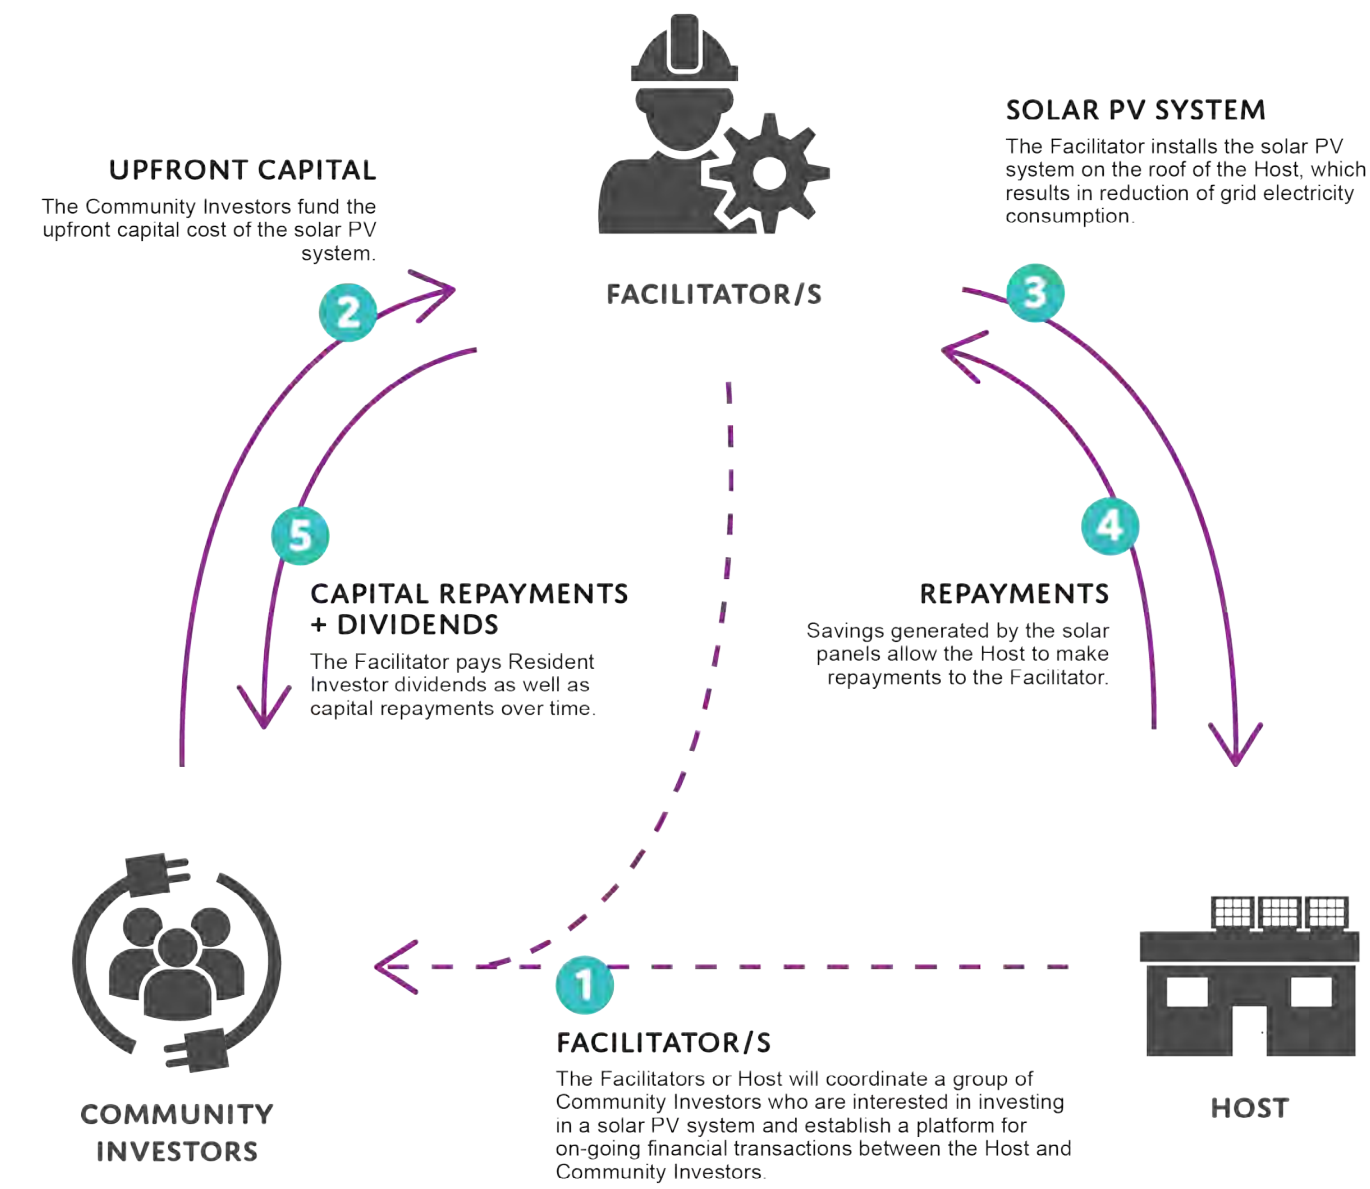 SOLAR PV SYSTEM
The Facilitator installs the solar PV
system on the roof of the Host, which
results in reduction of grid electricity
consumption.
UPFRONT CAPITAL
The Community Investors fund the
upfront capital cost of the solar PV
system.
FACILITATOR/S
2
3
5
4
CAPITAL REPAYMENTS
+ DIVIDENDS
The Facilitator pays Resident
Investor dividends as well as
capital repayments over time.
REPAYMENTS
Savings generated by the solar
panels allow the Host to make
repayments to the Facilitator.
1
FACILITATOR/S
The Facilitators or Host will coordinate a group of
Community Investors who are interested in investing
in a solar PV system and establish a platform for
on-going financial transactions between the Host and
Community Investors.
COMMUNITY
INVESTORS
HOST